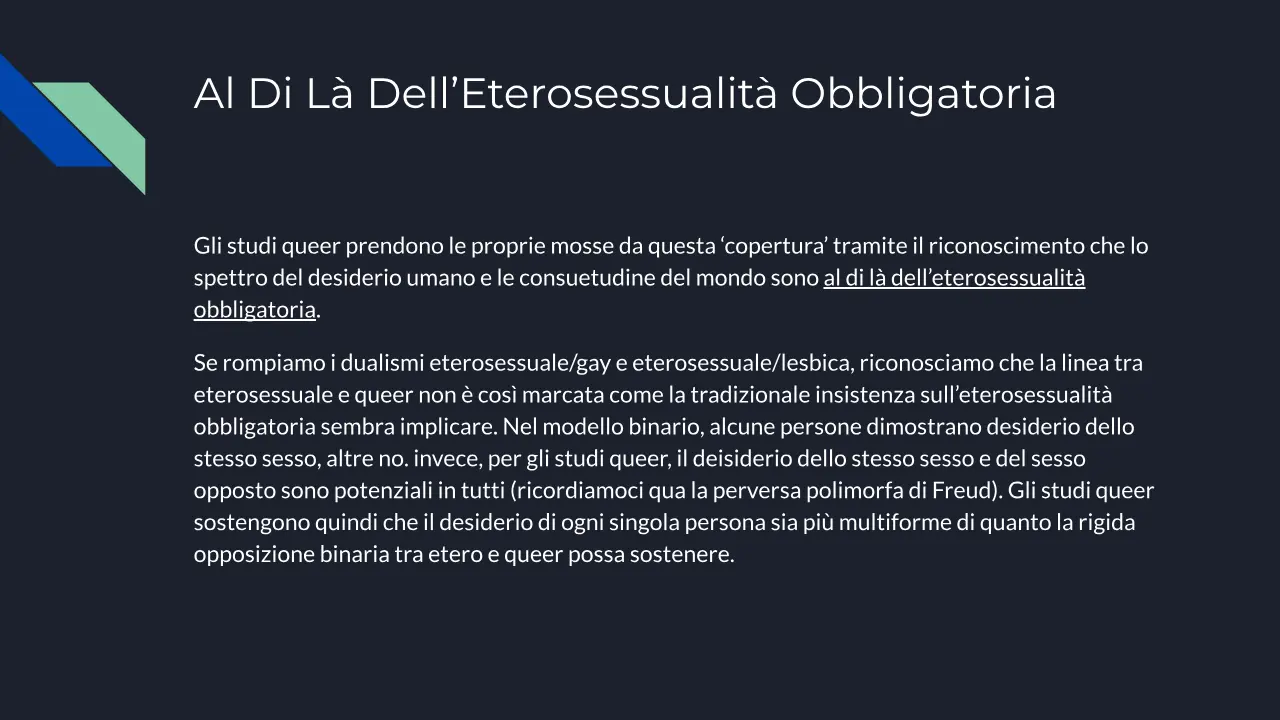 Al Di Là Dell’Eterosessualità Obbligatoria
Gli studi queer prendono le proprie mosse da questa ‘copertura’ tramite il riconoscimento che lo
spettro del desiderio umano e le consuetudine del mondo sono al di là dell’eterosessualità
obbligatoria.
Se rompiamo i dualismi eterosessuale/gay e eterosessuale/lesbica, riconosciamo che la linea tra
eterosessuale e queer non è così marcata come la tradizionale insistenza sull’eterosessualità
obbligatoria sembra implicare. Nel modello binario, alcune persone dimostrano desiderio dello
stesso sesso, altre no. invece, per gli studi queer, il deisiderio dello stesso sesso e del sesso
opposto sono potenziali in tutti (ricordiamoci qua la perversa polimorfa di Freud). Gli studi queer
sostengono quindi che il desiderio di ogni singola persona sia più multiforme di quanto la rigida
opposizione binaria tra etero e queer possa sostenere.